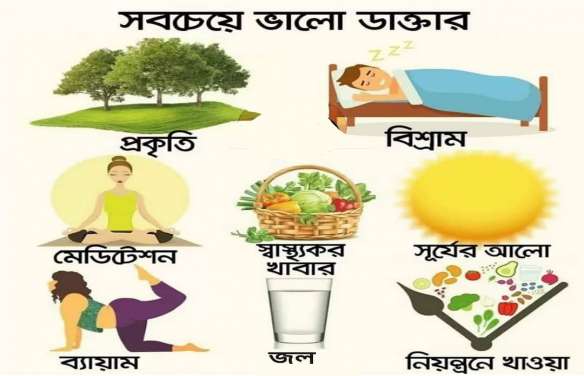 সবচেয়ে ভালো ডাক্তার
প্রকৃতি
বিশ্রাম
মেডিটেশন
স্বাস্থ্যকর
খাবার
সূর্যের আলো
ব্যায়াম
জল
নিয়ন্ত্রনে খাওয়া